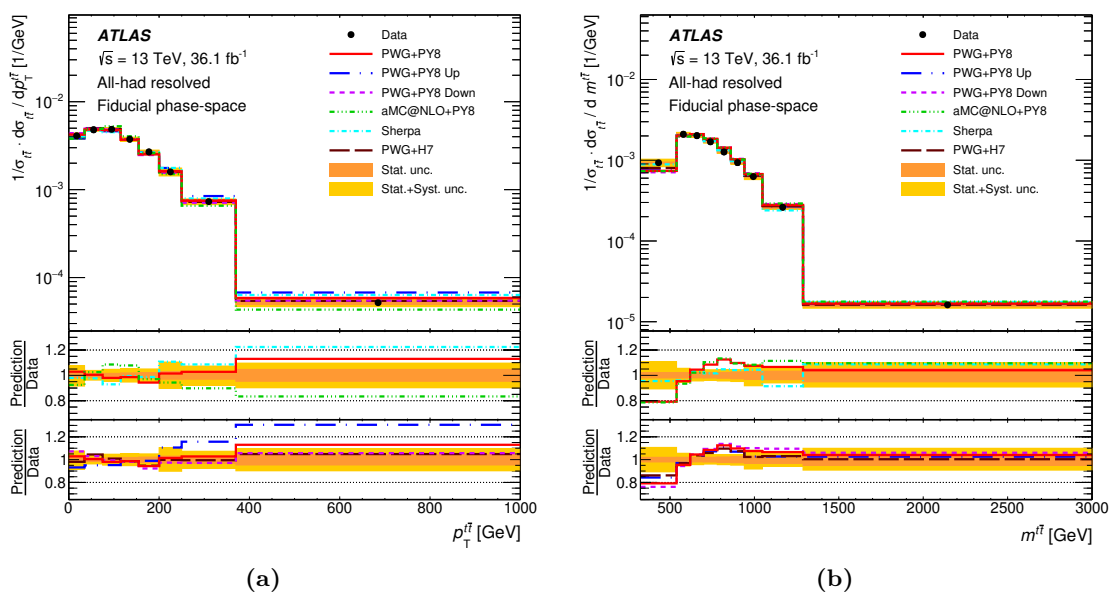 1/σ_tt̄ · dσ_tt̄ / dp_T^tt̄ [1/GeV]
ATLAS
√s = 13 TeV, 36.1 fb⁻¹
All-had resolved
Fiducial phase-space
Data
PWG+PY8
PWG+PY8 Up
PWG+PY8 Down
aMC@NLO+PY8
Sherpa
PWG+H7
Stat. unc.
Stat.+Syst. unc.
10⁻²
10⁻³
10⁻⁴
Prediction
Data
1.2
1
0.8
Prediction
Data
1.2
1
0.8
0 200 400 600 800 1000
p_T^tt̄ [GeV]
(a)
1/σ_tt̄ · dσ_tt̄ / d m^tt̄ [1/GeV]
ATLAS
√s = 13 TeV, 36.1 fb⁻¹
All-had resolved
Fiducial phase-space
Data
PWG+PY8
PWG+PY8 Up
PWG+PY8 Down
aMC@NLO+PY8
Sherpa
PWG+H7
Stat. unc.
Stat.+Syst. unc.
10⁻¹
10⁻²
10⁻³
10⁻⁴
10⁻⁵
Prediction
Data
1.2
1
0.8
Prediction
Data
1.2
1
0.8
500 1000 1500 2000 2500 3000
m^tt̄ [GeV]
(b)